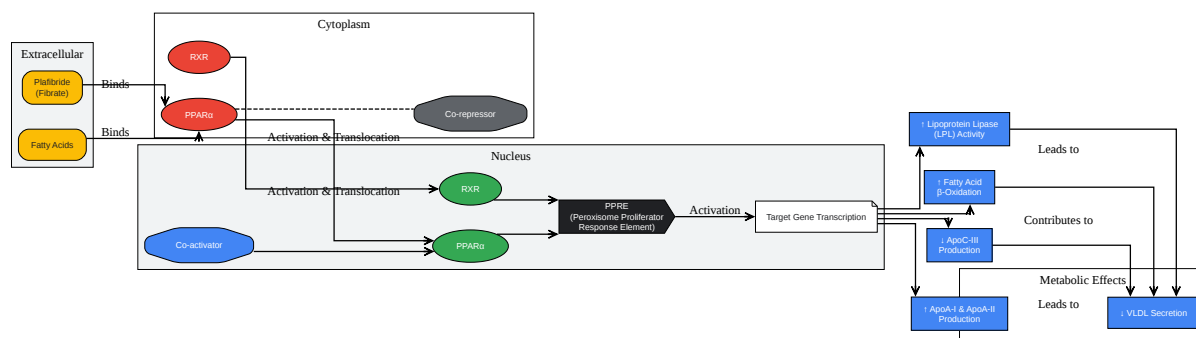 Cytoplasm
Extracellular
RXR
Plafibride
(Fibrate)
Binds
PPARα
Co-repressor
Fatty Acids
Binds
Activation & Translocation
Nucleus
RXR
Activation & Translocation
Co-activator
PPARα
PPRE
(Peroxisome Proliferator
Response Element)
Activation
Target Gene Transcription
↑ Lipoprotein Lipase
(LPL) Activity
Leads to
↑ Fatty Acid
β-Oxidation
Contributes to
↓ ApoC-III
Production
Metabolic Effects
↑ ApoA-I & ApoA-II
Production
Leads to
↓ VLDL Secretion